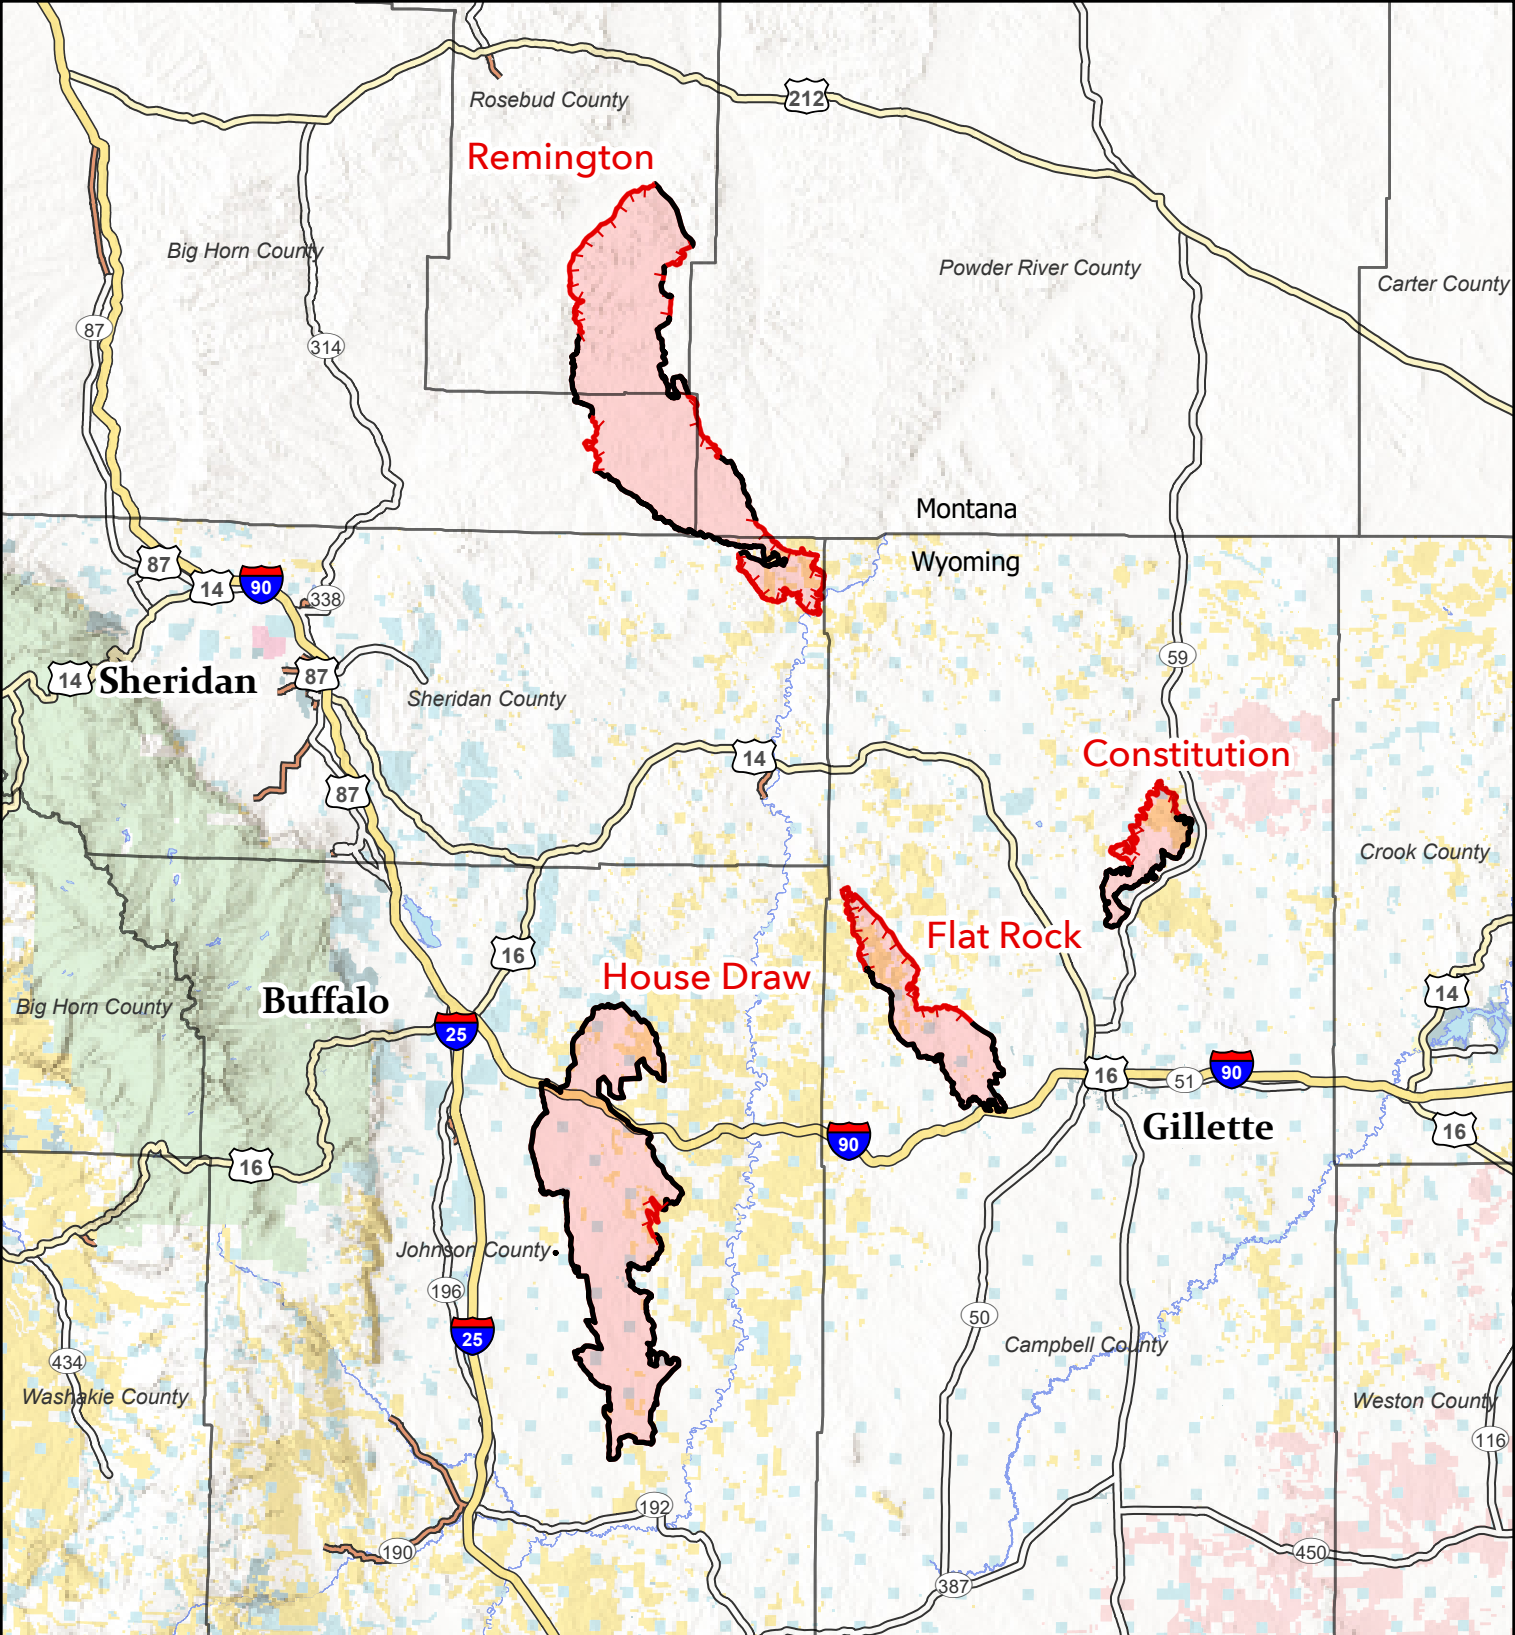 Rosebud County
212
Remington
Big Horn County
Powder River County
Carter County
87
314
Montana
Wyoming
87
14
90
338
59
14
Sheridan
87
Sheridan County
14
Constitution
87
Crook County
Flat Rock
16
House Draw
14
Big Horn County
Buffalo
25
16
51
90
90
Gillette
16
16
Johnson County
196
50
25
Campbell County
434
Washakie County
Weston County
116
192
190
450
387